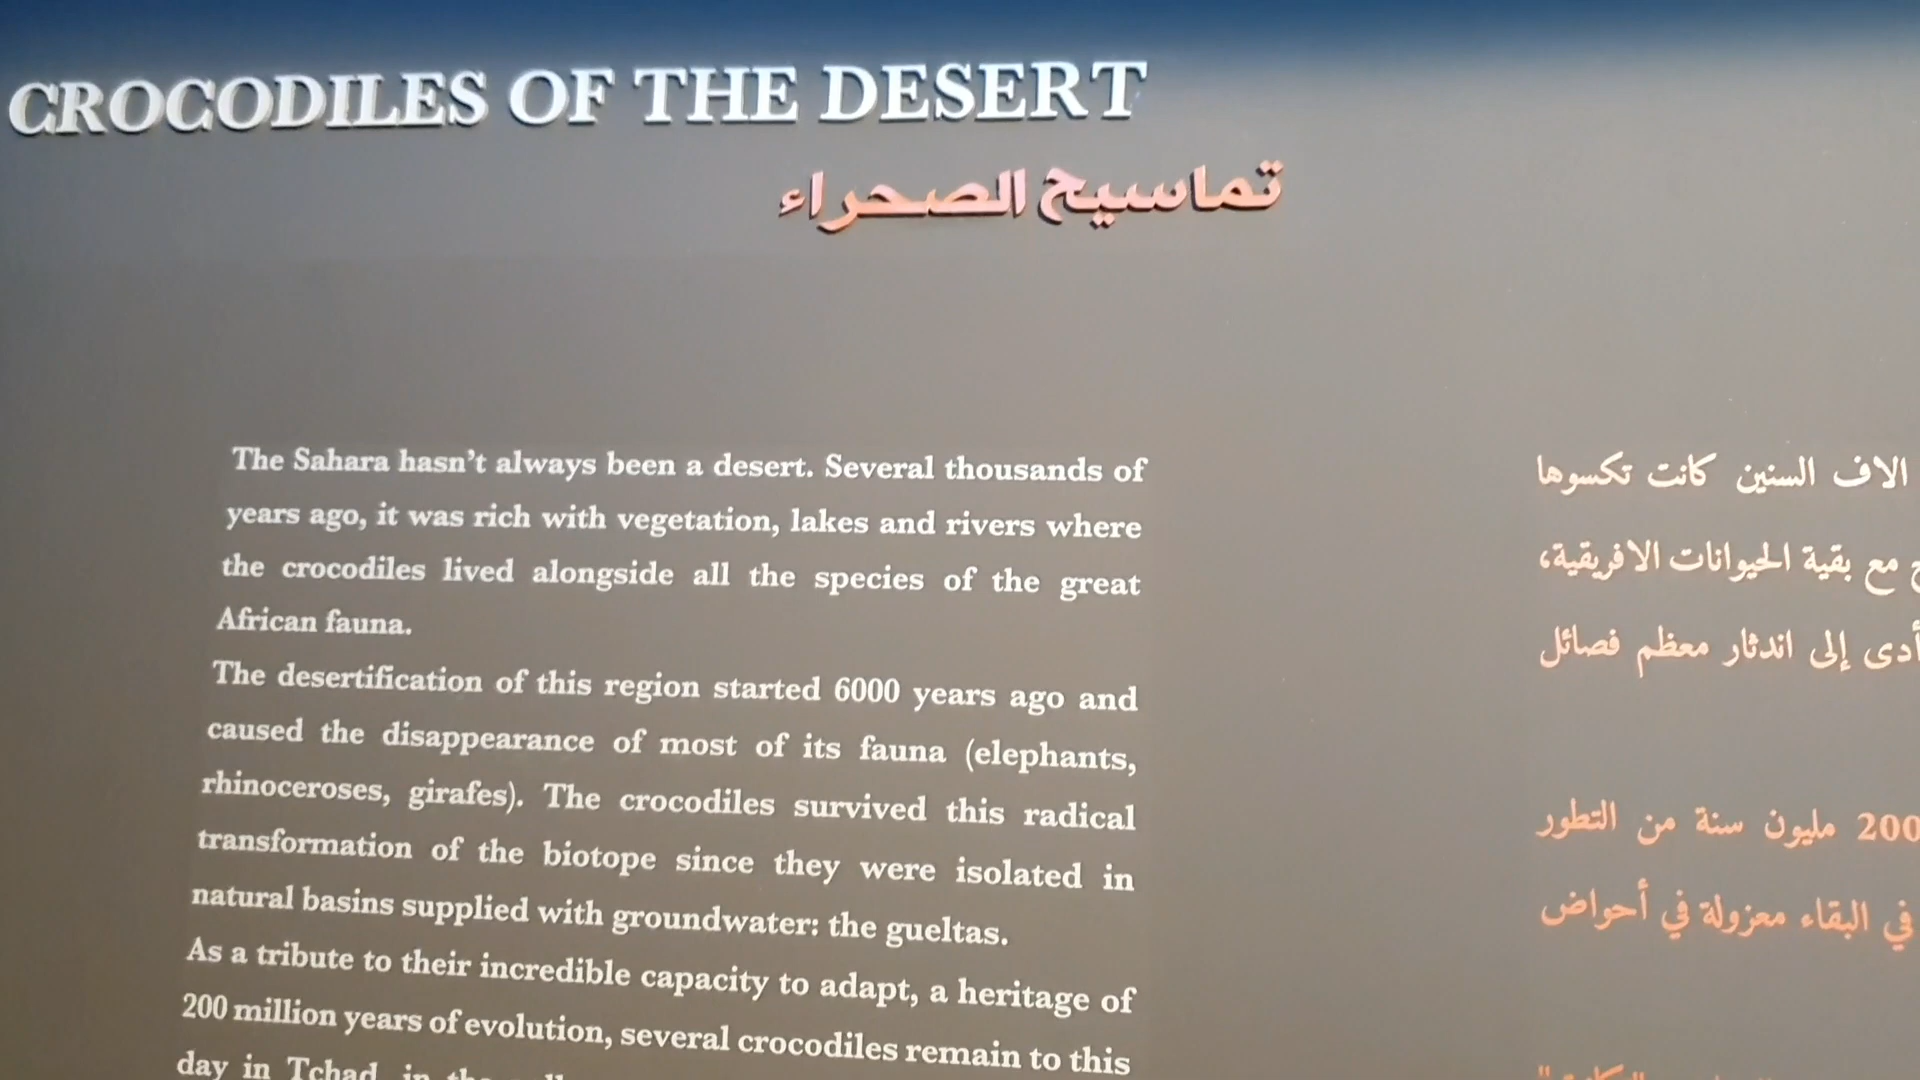 CROCODILES OF THE DESERT
تماسيح الصحراء
The Sahara hasn't always been a desert. Several thousands of
years ago, it was rich with vegetation, lakes and rivers where
the crocodiles lived alongside all the species of the great
African fauna.
The desertification of this region started 6000 years ago and
caused the disappearance of most of its fauna (elephants,
rhinoceroses, girafes). The crocodiles survived this radical
transformation of the biotope since they were isolated in
natural basins supplied with groundwater: the gueltas.
As a tribute to their incredible capacity to adapt, a heritage of
200 million years of evolution, several crocodiles remain to this
day in Tchad, in
الاف السنين كانت تكسوها
مع بقية الحيوانات الافريقية،
أدى إلى اندثار معظم فصائل
200 مليون سنة من التطور
في البقاء معزولة في أحواض